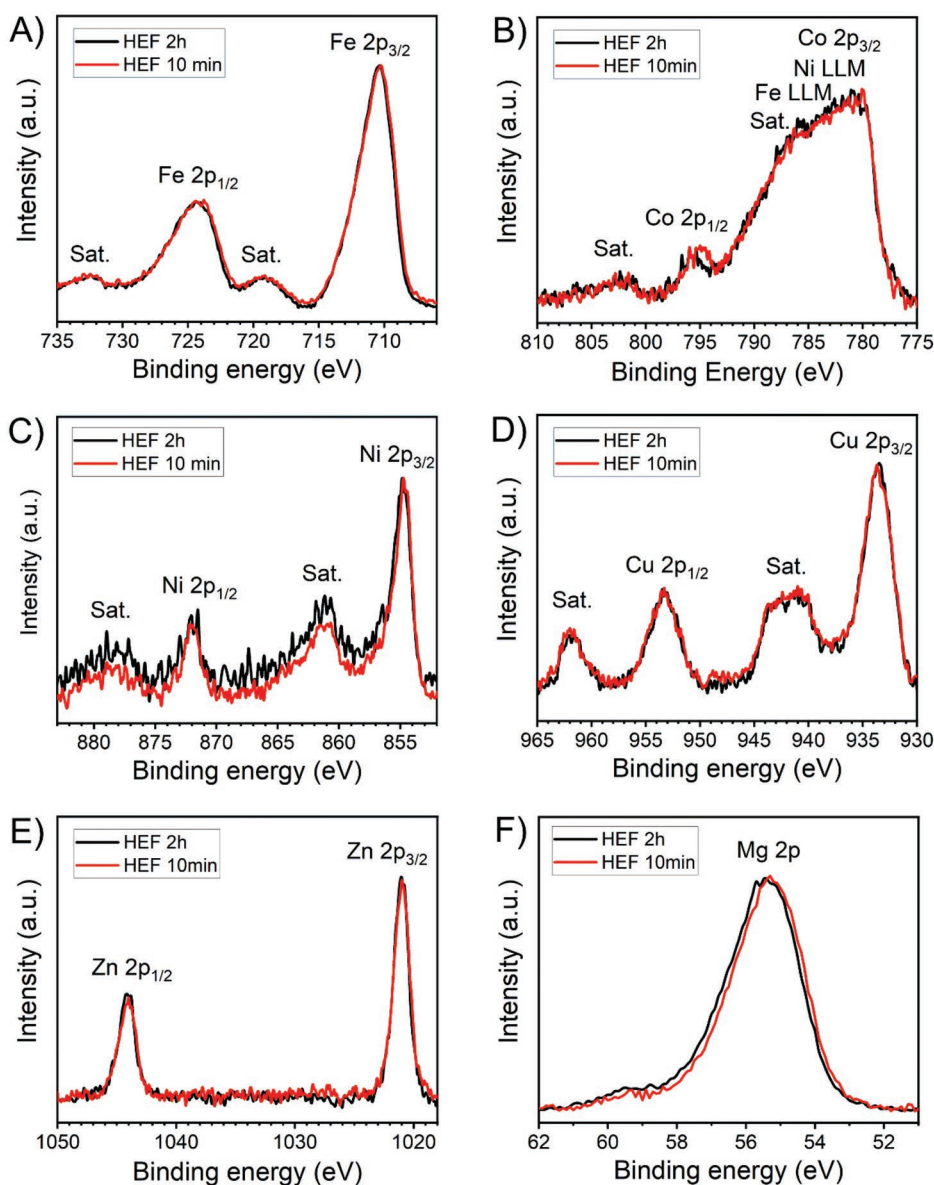 A)
HEF 2h
HEF 10 min
Fe 2p3/2
Fe 2p1/2
Sat.
Sat.
Intensity (a.u.)
735 730 725 720 715 710
Binding energy (eV)
B)
HEF 2h
HEF 10min
Co 2p3/2
Ni LLM
Fe LLM
Sat.
Co 2p1/2
Sat.
Intensity (a.u.)
810 805 800 795 790 785 780 775
Binding Energy (eV)
C)
HEF 2h
HEF 10 min
Ni 2p3/2
Sat.
Ni 2p1/2
Sat.
Intensity (a.u.)
880 875 870 865 860 855
Binding energy (eV)
D)
HEF 2h
HEF 10min
Cu 2p3/2
Cu 2p1/2
Sat.
Sat.
Intensity (a.u.)
965 960 955 950 945 940 935 930
Binding energy (eV)
E)
HEF 2h
HEF 10min
Zn 2p3/2
Zn 2p1/2
Intensity (a.u.)
1050 1040 1030 1020
Binding energy (eV)
F)
HEF 2h
HEF 10min
Mg 2p
Intensity (a.u.)
62 60 58 56 54 52
Binding energy (eV)